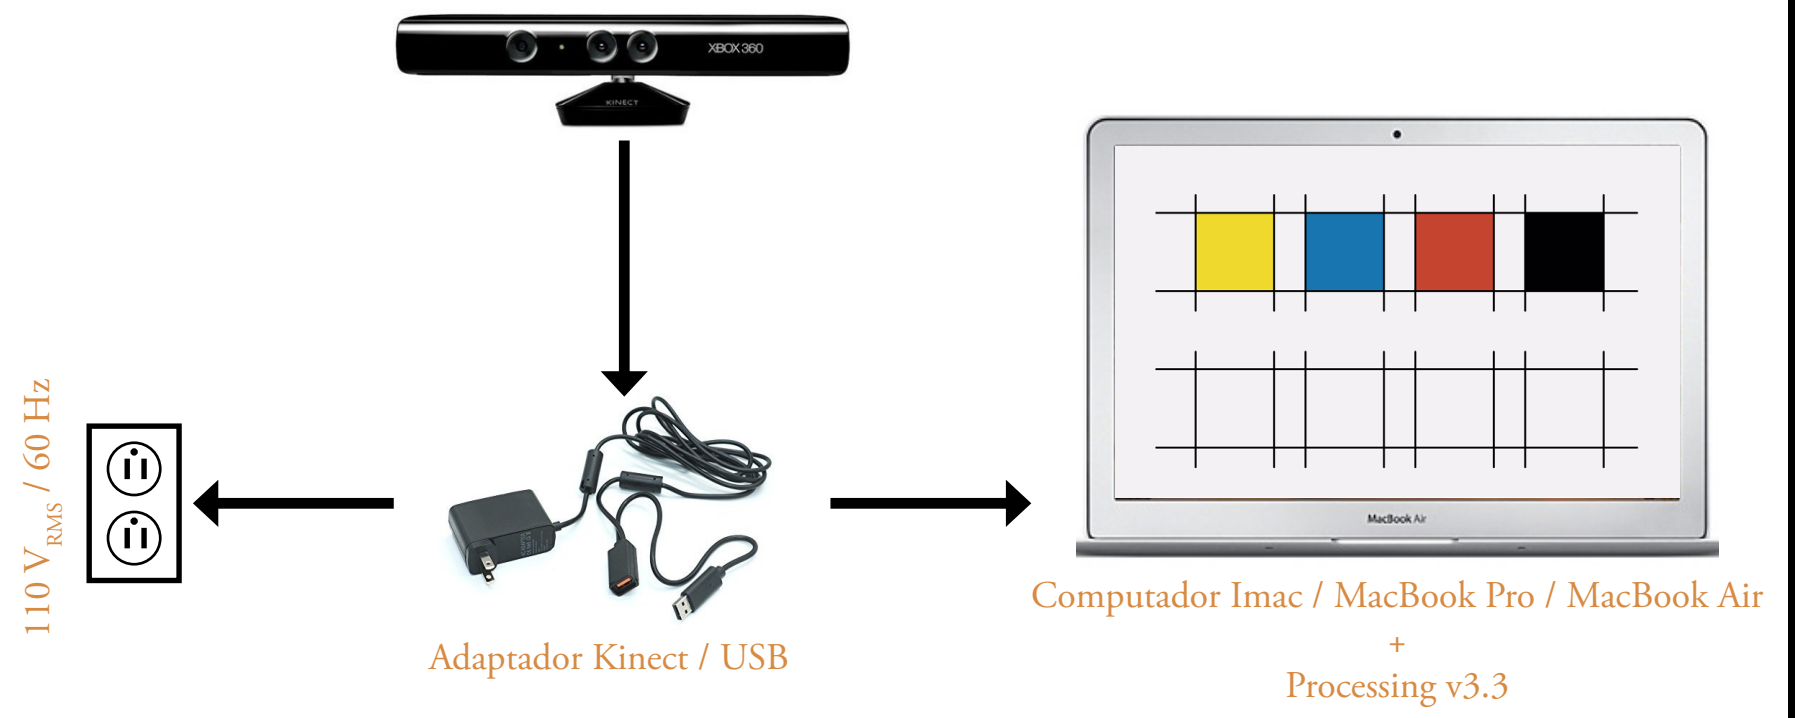 XBOX 360
KINECT
110 V RMS / 60 Hz
MacBook Air
Adaptador Kinect / USB
Computador Imac / MacBook Pro / MacBook Air
+
Processing v3.3